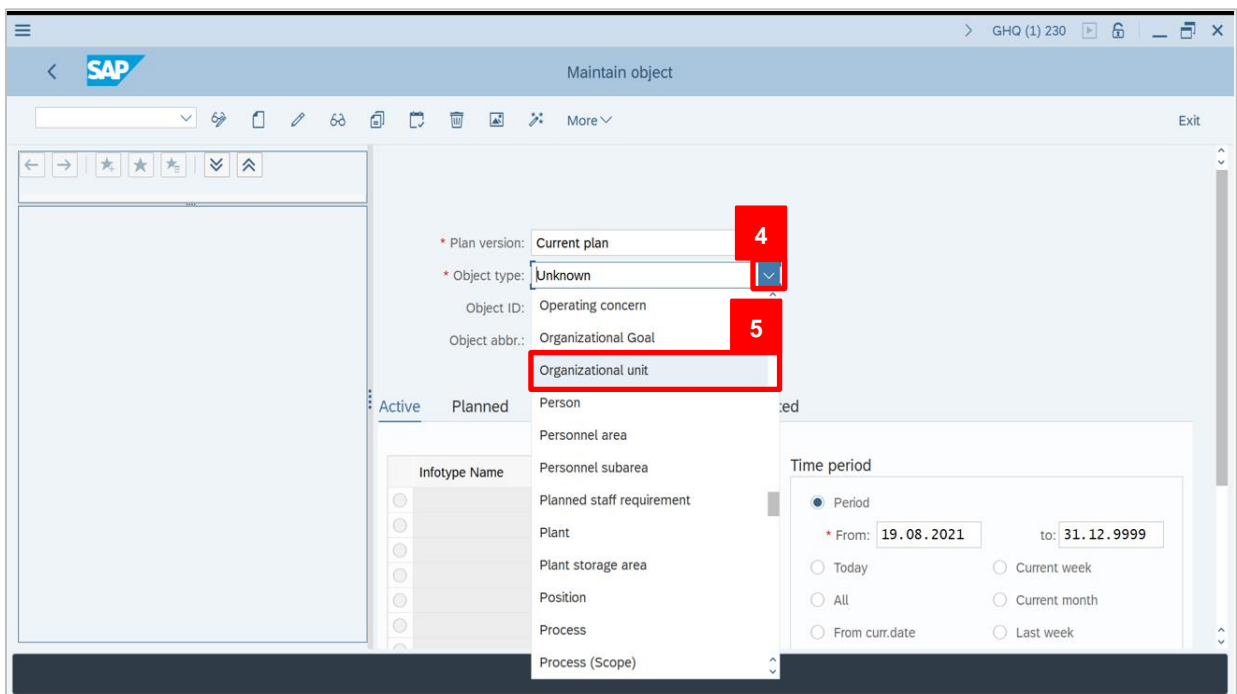 GHQ (1) 230
SAP
Maintain object
More
Exit
* Plan version: Current plan
4
* Object type: Unknown
Object ID:
Operating concern
Object abbr.:
Organizational Goal
5
Organizational unit
Active
Planned
Person
ted
Personnel area
Infotype Name
Personnel subarea
Planned staff requirement
Plant
Plant storage area
Position
Process
Process (Scope)
Time period
Period
* From: 19.08.2021 to: 31.12.9999
Today
Current week
All
Current month
From curr.date
Last week